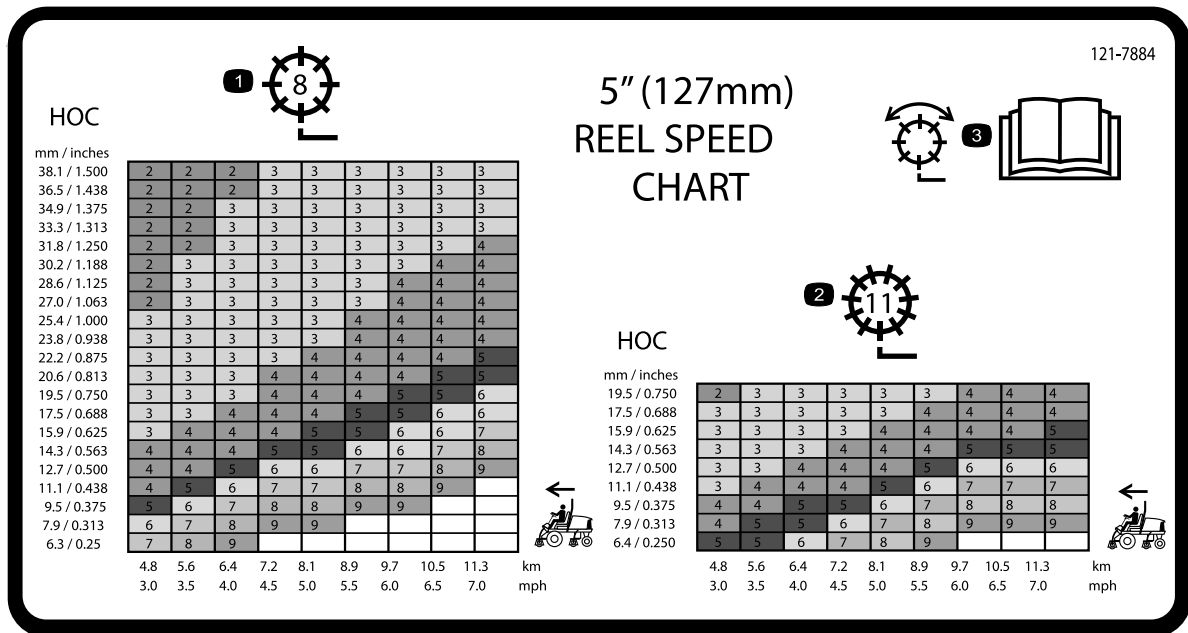 121-7884
1
8
5" (127mm)
REEL SPEED
CHART
3
HOC
mm / inches
38.1 / 1.500 2 2 2 3 3 3 3 3 3
36.5 / 1.438 2 2 2 3 3 3 3 3 3
34.9 / 1.375 2 2 3 3 3 3 3 3 3
33.3 / 1.313 2 2 3 3 3 3 3 3 3
31.8 / 1.250 2 2 3 3 3 3 3 3 4
30.2 / 1.188 2 3 3 3 3 3 3 4 4
28.6 / 1.125 2 3 3 3 3 3 4 4 4
27.0 / 1.063 2 3 3 3 3 3 4 4 4
25.4 / 1.000 3 3 3 3 3 4 4 4 4
23.8 / 0.938 3 3 3 3 3 4 4 4 4
22.2 / 0.875 3 3 3 3 4 4 4 4 5
20.6 / 0.813 3 3 3 4 4 4 4 5 5
19.5 / 0.750 3 3 3 4 4 4 5 5 6
17.5 / 0.688 3 3 4 4 4 5 5 6 6
15.9 / 0.625 3 4 4 4 5 5 6 6 7
14.3 / 0.563 4 4 4 5 5 6 6 7 8
12.7 / 0.500 4 4 5 6 6 7 7 8 9
11.1 / 0.438 4 5 6 7 7 8 8 9
9.5 / 0.375 5 6 7 8 8 9 9
7.9 / 0.313 6 7 8 9 9
6.3 / 0.25 7 8 9
4.8 5.6 6.4 7.2 8.1 8.9 9.7 10.5 11.3 km
3.0 3.5 4.0 4.5 5.0 5.5 6.0 6.5 7.0 mph
2
11
HOC
mm / inches
19.5 / 0.750 2 3 3 3 3 3 4 4 4
17.5 / 0.688 3 3 3 3 3 4 4 4 4
15.9 / 0.625 3 3 3 3 4 4 4 4 5
14.3 / 0.563 3 3 3 4 4 4 5 5 5
12.7 / 0.500 3 3 4 4 4 5 6 6 6
11.1 / 0.438 3 4 4 4 5 6 7 7 7
9.5 / 0.375 4 4 5 5 6 7 8 8 8
7.9 / 0.313 4 5 5 6 7 8 9 9 9
6.4 / 0.250 5 5 6 7 8 9
4.8 5.6 6.4 7.2 8.1 8.9 9.7 10.5 11.3 km
3.0 3.5 4.0 4.5 5.0 5.5 6.0 6.5 7.0 mph